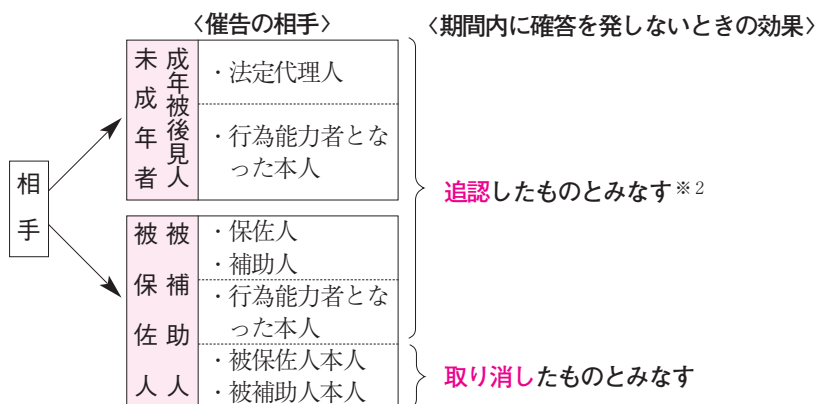 〈催告の相手〉
〈期間内に確答を発しないときの効果〉
相手
未成年者
成年被後見人
・法定代理人
・行為能力者とな
った本人
追認したものとみなす※2
被保佐人
被補助人
・保佐人
・補助人
・行為能力者とな
った本人
・被保佐人本人
・被補助人本人
取り消したものとみなす